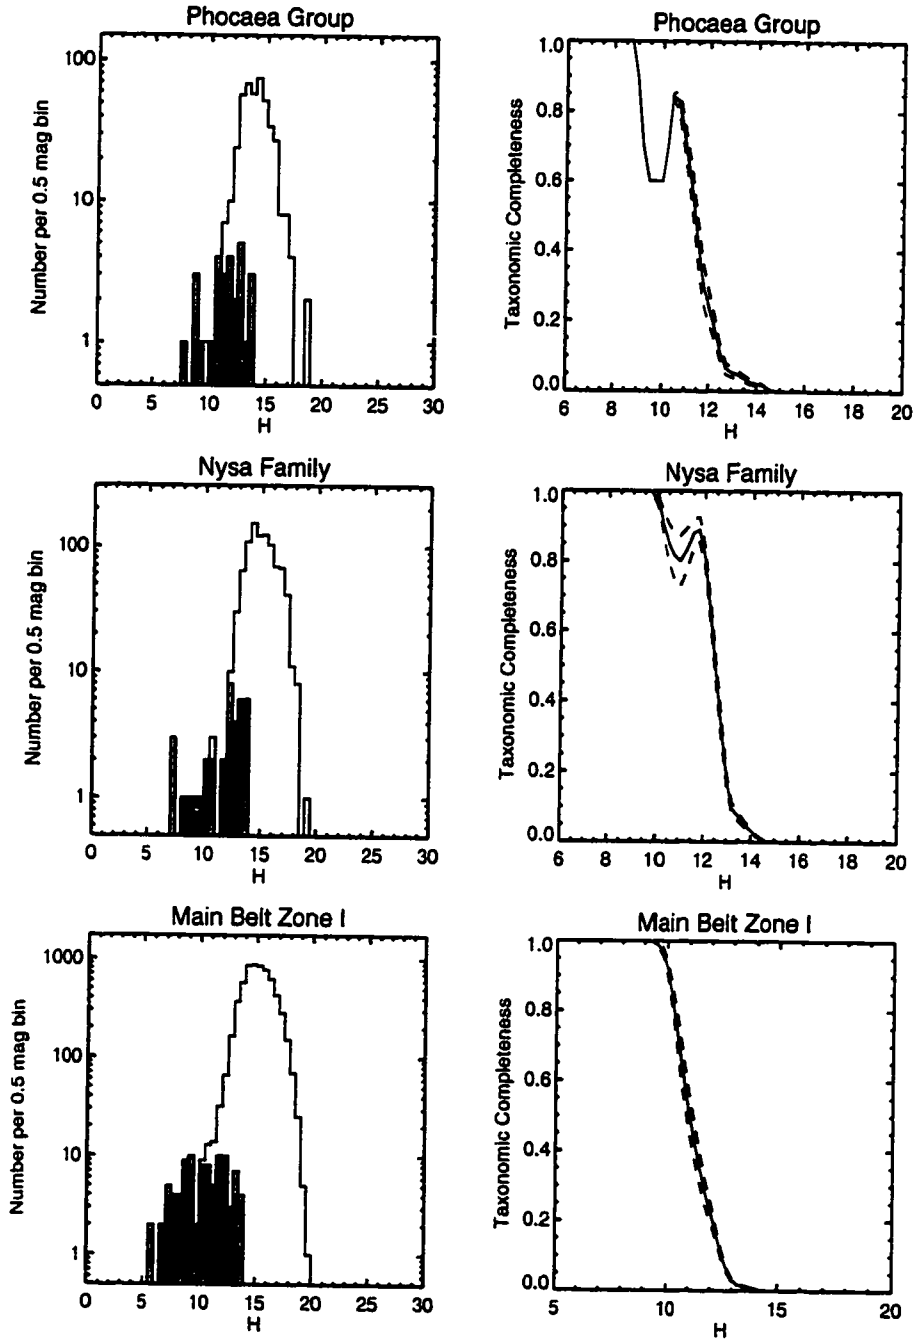 Phocaea Group
Number per 0.5 mag bin
100
10
1
0 5 10 15 20 25 30
H
Phocaea Group
Taxonomic Completeness
1.0
0.8
0.6
0.4
0.2
0.0
6 8 10 12 14 16 18 20
H
Nysa Family
Number per 0.5 mag bin
100
10
1
0 5 10 15 20 25 30
H
Nysa Family
Taxonomic Completeness
1.0
0.8
0.6
0.4
0.2
0.0
6 8 10 12 14 16 18 20
H
Main Belt Zone I
Number per 0.5 mag bin
1000
100
10
1
0 5 10 15 20 25 30
H
Main Belt Zone I
Taxonomic Completeness
1.0
0.8
0.6
0.4
0.2
0.0
5 10 15 20
H